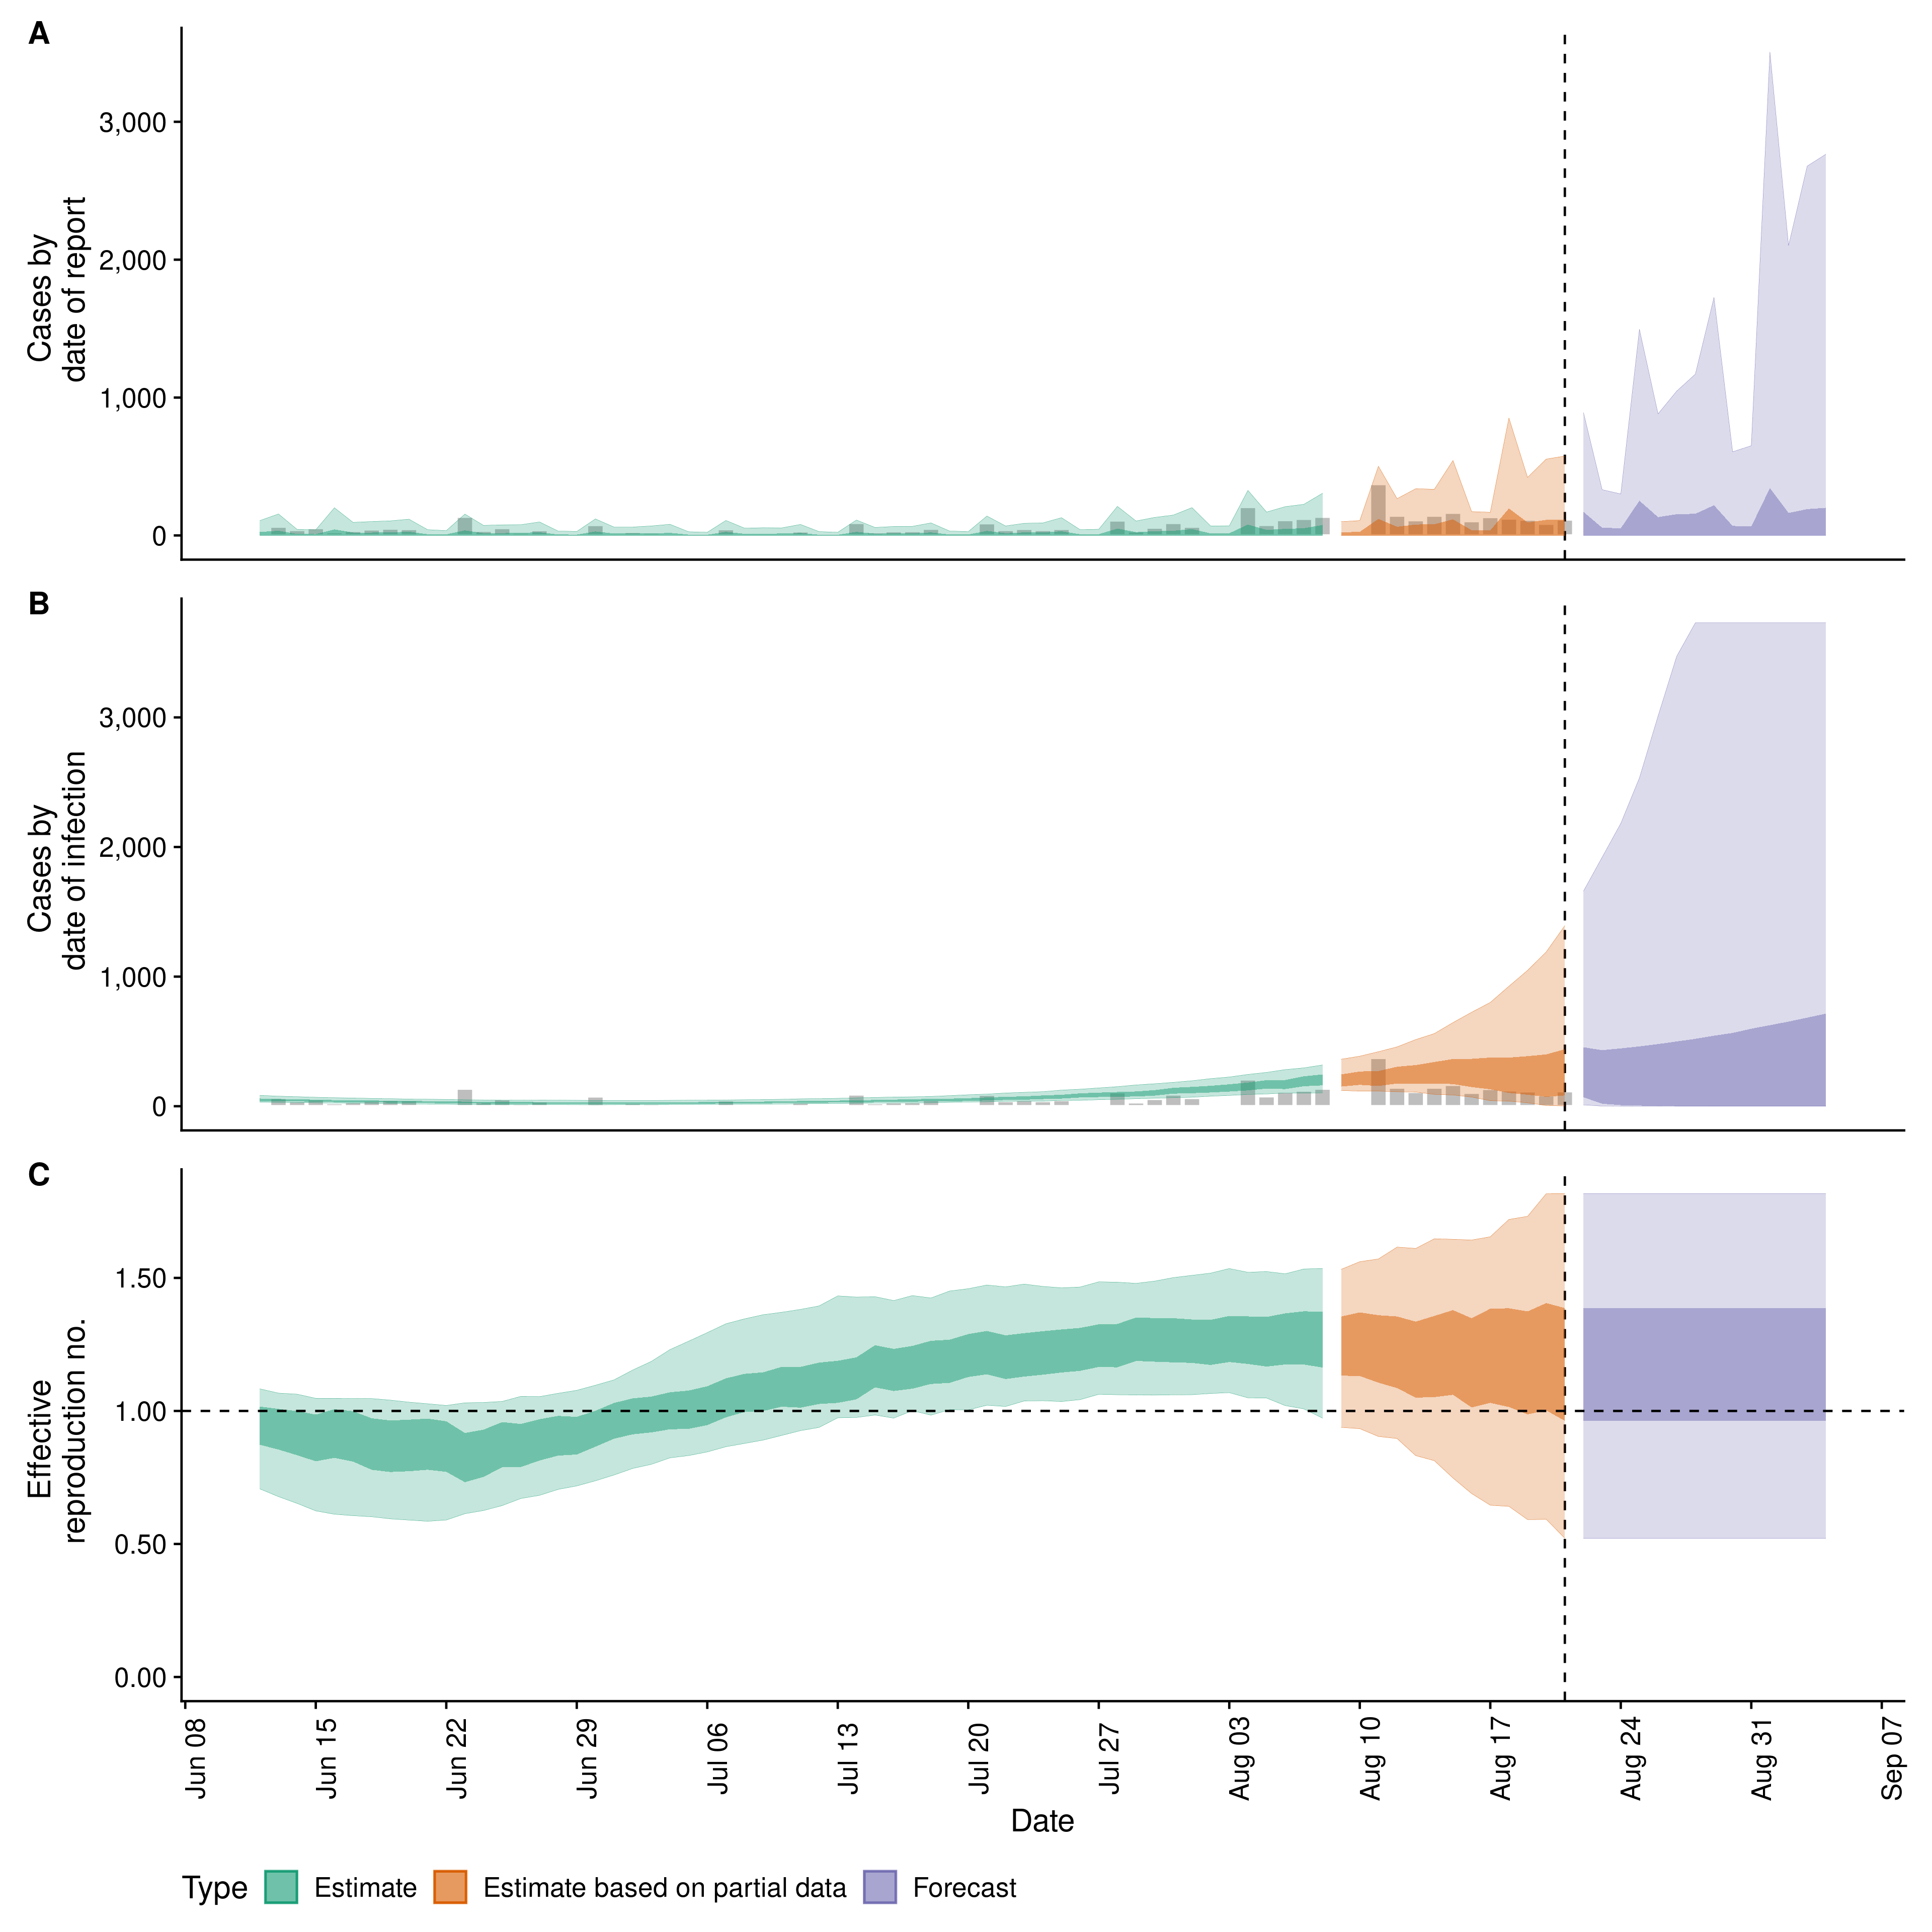 A
Cases by
date of report
3,000
2,000
1,000
0
B
Cases by
date of infection
3,000
2,000
1,000
0
C
Effective
reproduction no.
1.50
1.00
0.50
0.00
Jun 08
Jun 15
Jun 22
Jun 29
Jul 06
Jul 13
Jul 20
Jul 27
Aug 03
Aug 10
Aug 17
Aug 24
Aug 31
Sep 07
Date
Type Estimate Estimate based on partial data Forecast